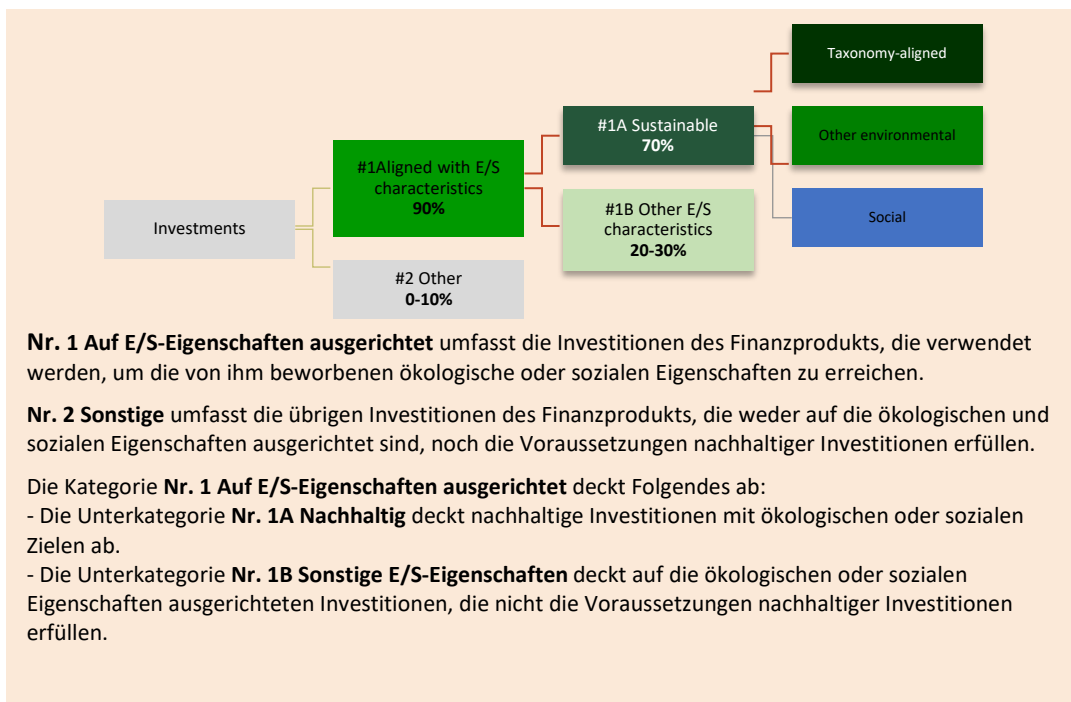 Taxonomy-aligned
#1A Sustainable
70%
Other environmental
#1Aligned with E/S
characteristics
90%
#1B Other E/S
characteristics
20-30%
Social
Investments
#2 Other
0-10%
Nr. 1 Auf E/S-Eigenschaften ausgerichtet umfasst die Investitionen des Finanzprodukts, die verwendet
werden, um die von ihm beworbenen ökologische oder sozialen Eigenschaften zu erreichen.
Nr. 2 Sonstige umfasst die übrigen Investitionen des Finanzprodukts, die weder auf die ökologischen und
sozialen Eigenschaften ausgerichtet sind, noch die Voraussetzungen nachhaltiger Investitionen erfüllen.
Die Kategorie Nr. 1 Auf E/S-Eigenschaften ausgerichtet deckt Folgendes ab:
- Die Unterkategorie Nr. 1A Nachhaltig deckt nachhaltige Investitionen mit ökologischen oder sozialen
Zielen ab.
- Die Unterkategorie Nr. 1B Sonstige E/S-Eigenschaften deckt auf die ökologischen oder sozialen
Eigenschaften ausgerichteten Investitionen, die nicht die Voraussetzungen nachhaltiger Investitionen
erfüllen.